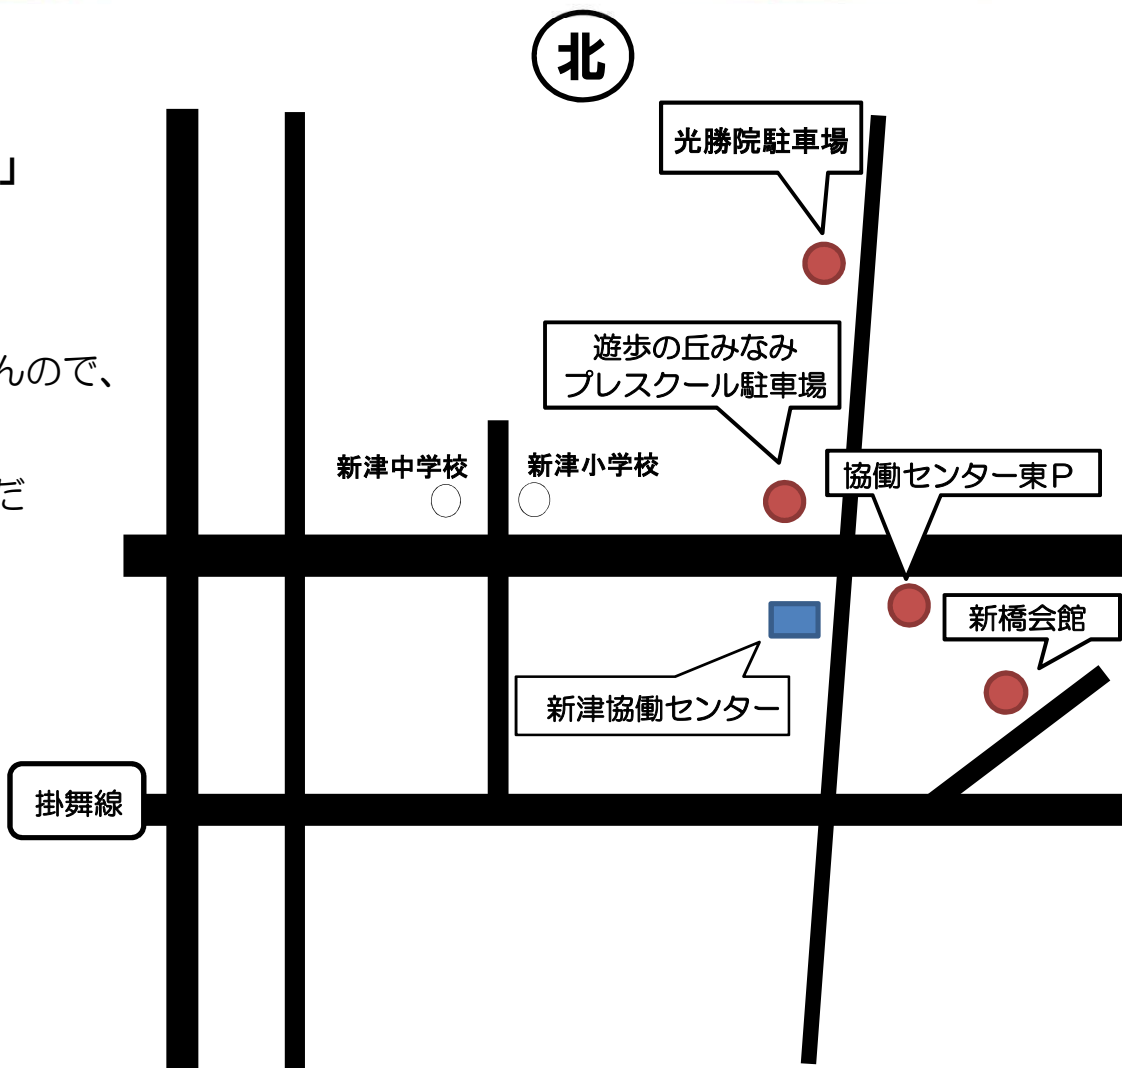 北
光勝院駐車場
」
遊歩の丘みなみ
プレスクール駐車場
んので、
新津中学校
新津小学校
協働センター東P
だ
新橋会館
新津協働センター
掛舞線